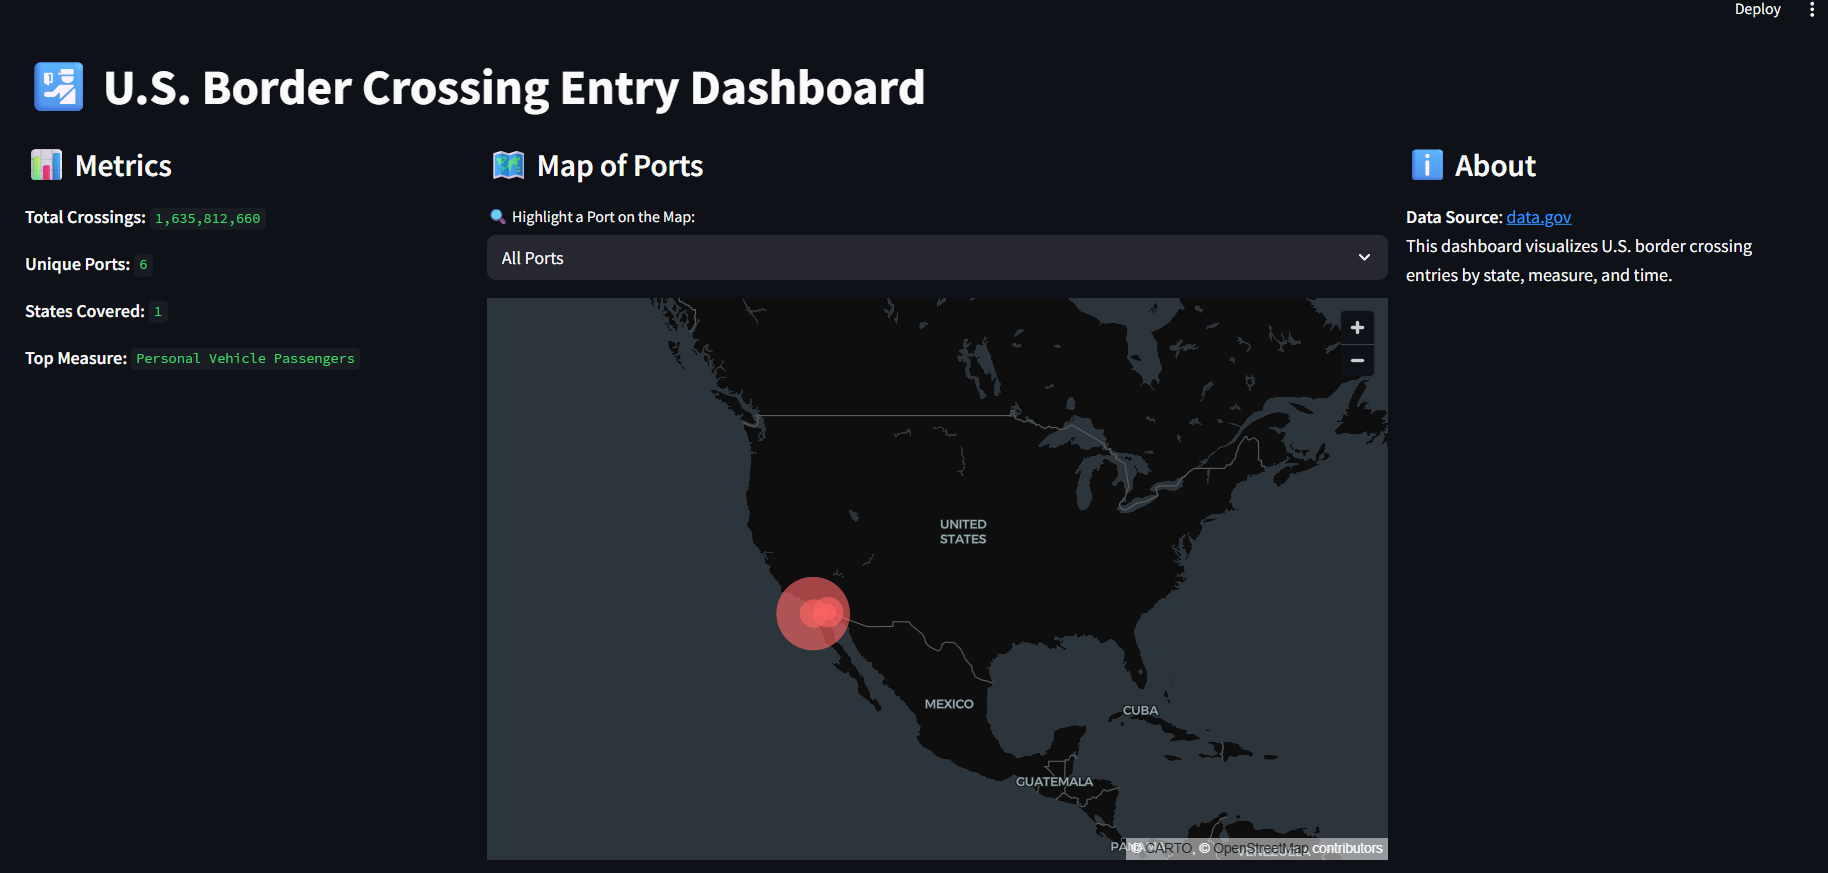 Deploy
U.S. Border Crossing Entry Dashboard
Metrics
Total Crossings: 1,635,812,660
Unique Ports: 6
States Covered: 1
Top Measure: Personal Vehicle Passengers
Map of Ports
Highlight a Port on the Map:
All Ports
+
−
UNITED
STATES
MEXICO
CUBA
GUATEMALA
PANAMA
VENEZUELA
© CARTO, © OpenStreetMap contributors
About
Data Source: data.gov
This dashboard visualizes U.S. border crossing
entries by state, measure, and time.